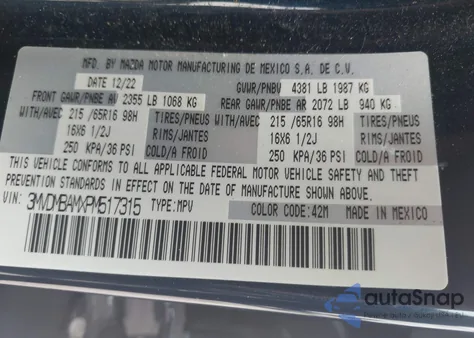 MFD. BY MAZDA MOTOR MANUFACTURING DE MEXICO S.A. DE C.V.
DATE 12/22 GVWR/PNBV 4381 LB 1987 KG
FRONT GAWR/PNBE AV 2355 LB 1068 KG REAR GAWR/PNBE AR 2072 LB 940 KG
WITH/AVEC 215/65R16 98H TIRES/PNEUS WITH/AVEC 215/65R16 98H TIRES/PNEUS
16X6 1/2J RIMS/JANTES 16X6 1/2J RIMS/JANTES
250 KPA/36 PSI COLD/A FROID 250 KPA/36 PSI COLD/A FROID
THIS VEHICLE CONFORMS TO ALL APPLICABLE FEDERAL MOTOR VEHICLE SAFETY AND THEFT
PREVENTION STANDARDS IN EFFECT ON THE DATE OF MANUFACTURE SHOWN ABOVE.
VIN: 3MVDMBAMXPM517315 TYPE:MPV COLOR CODE:42M MADE IN MEXICO
autoSnap